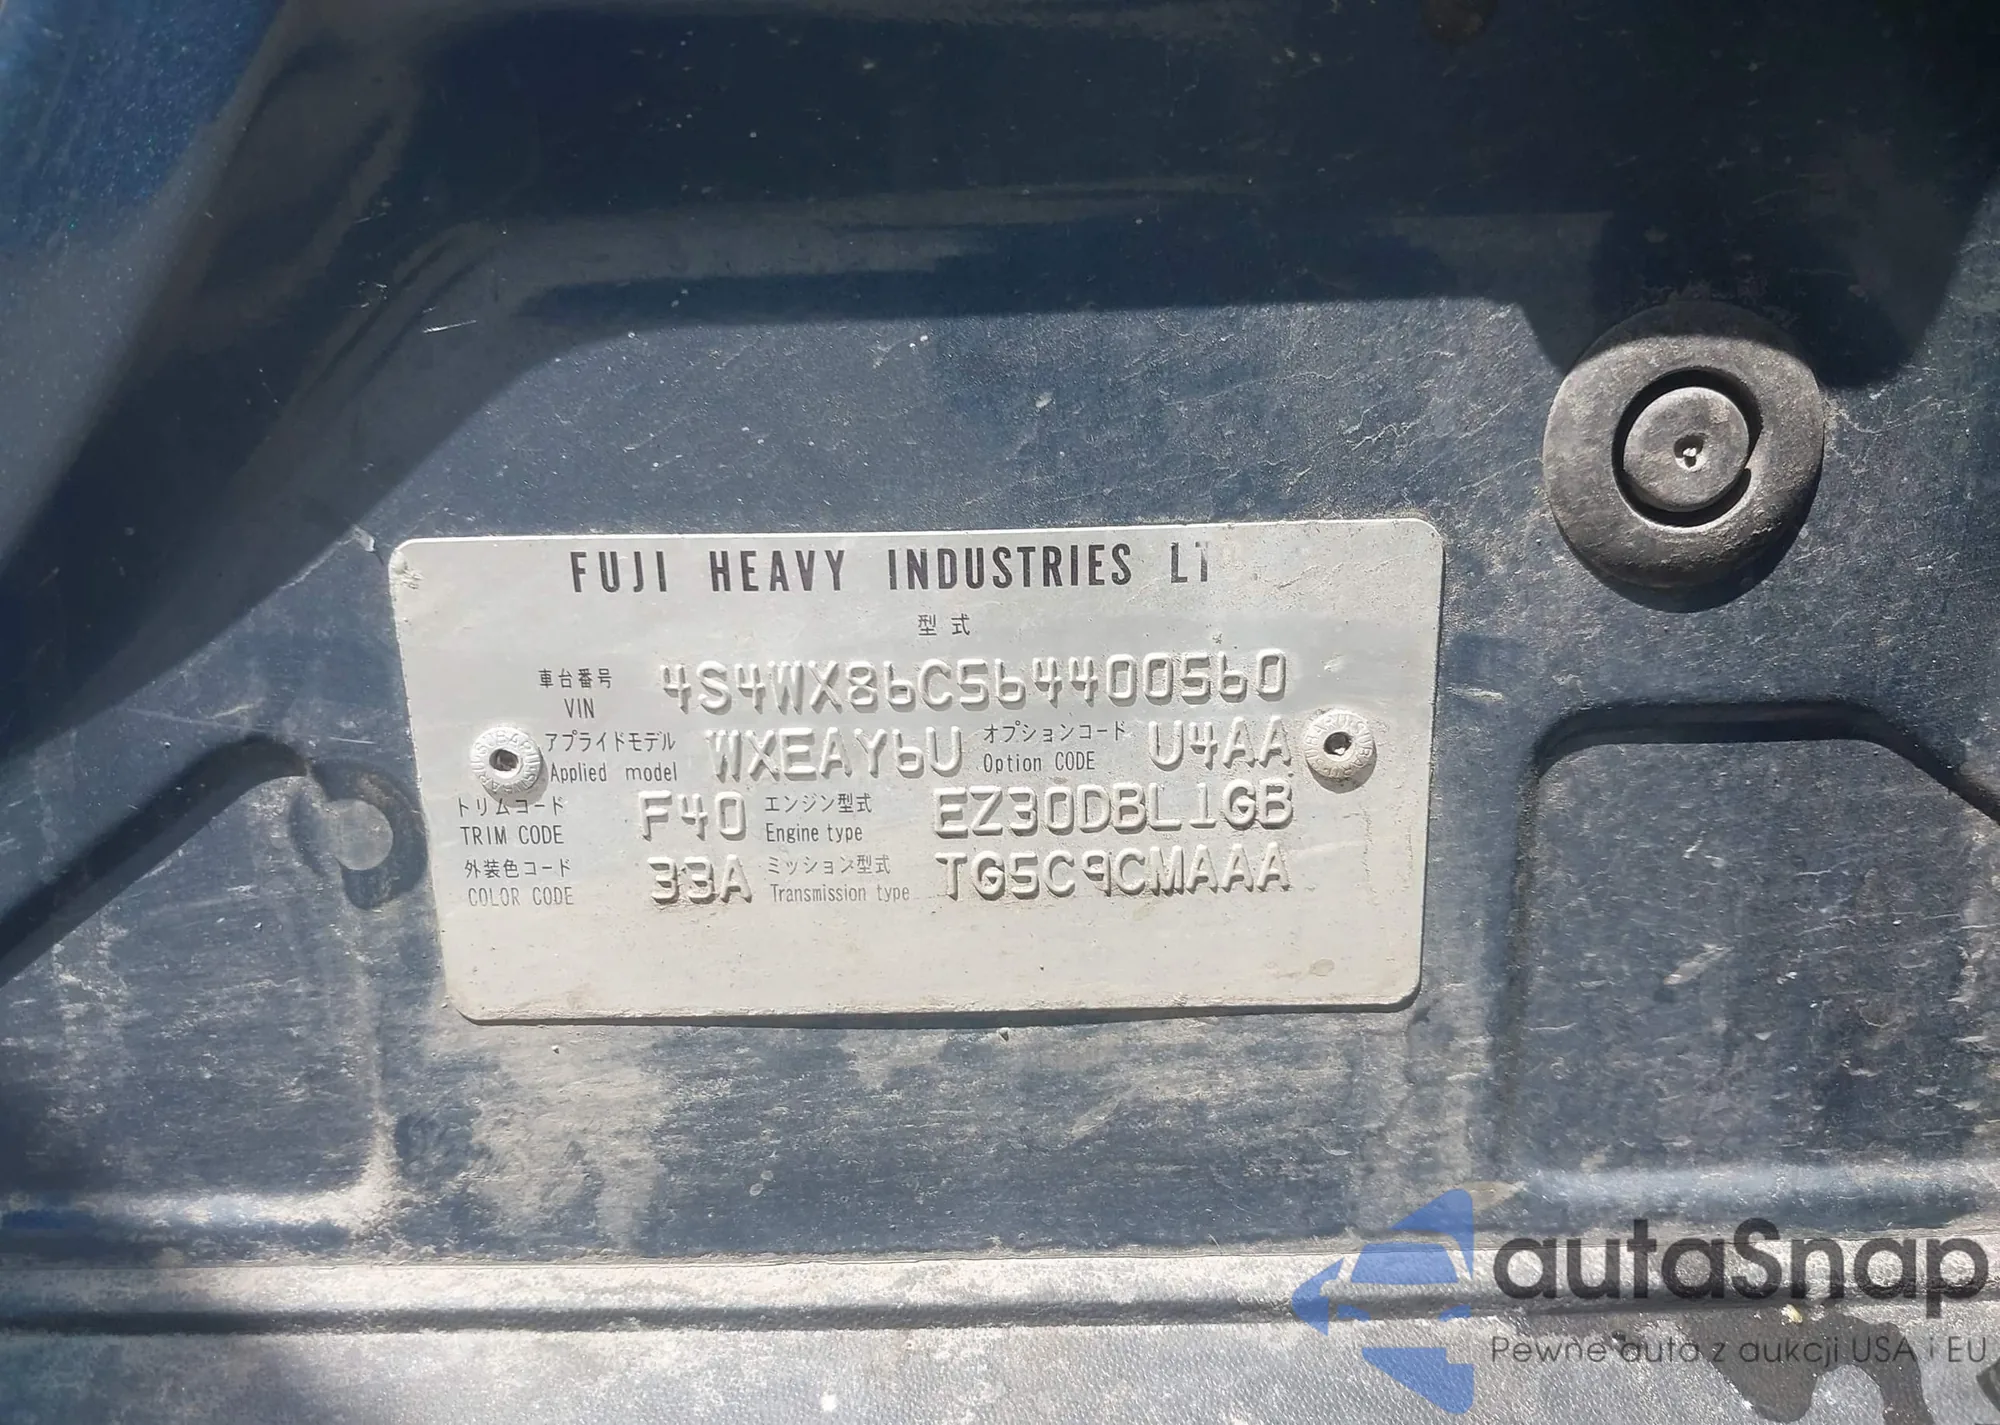 FUJI HEAVY INDUSTRIES
型式
車台番号 4S4WX86C564400560
VIN
アプライドモデル WXEAY6U オプションコード U4AA
Applied model Option CODE
トリムコード F40 エンジン型式 EZ30DBL1GB
TRIM CODE Engine type
外装色コード 33A ミッション型式 TG5C9CMAAA
COLOR CODE Transmission type
autaSnap
Pewne auta z aukcji USA i EU